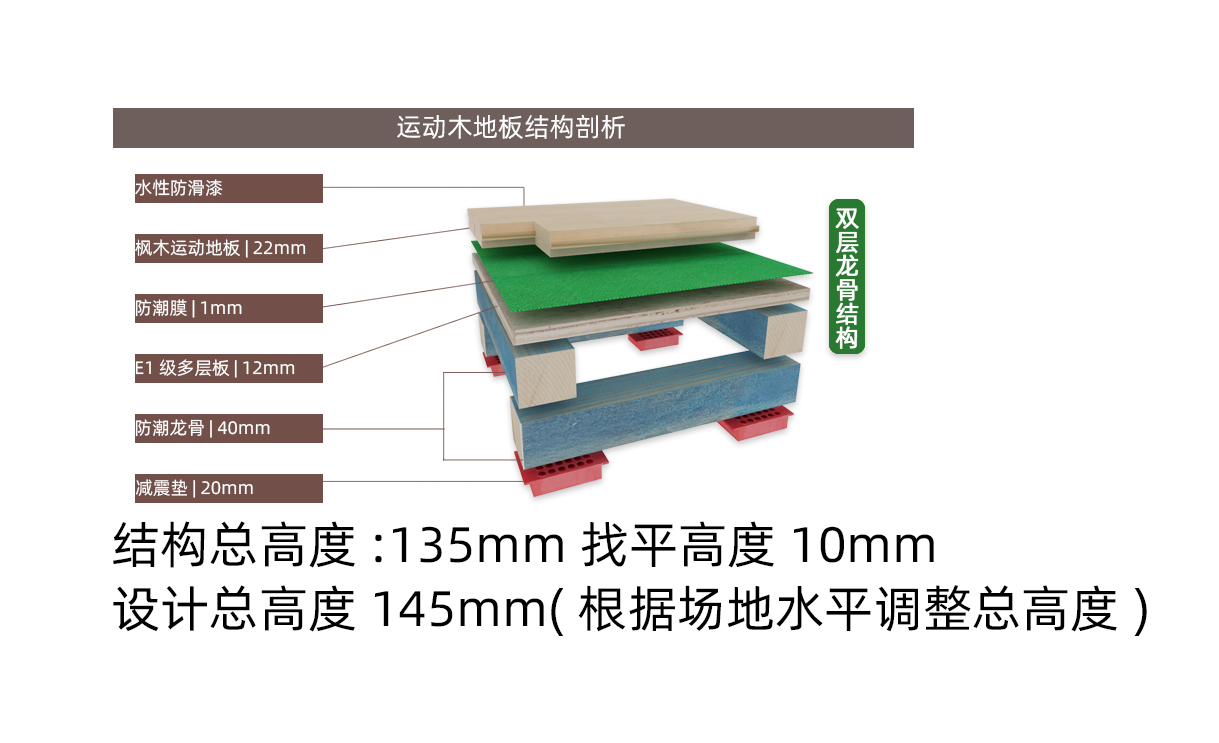 运动木地板结构剖析
水性防滑漆
枫木运动地板 | 22mm
防潮膜 | 1mm
E1 级多层板 | 12mm
防潮龙骨 | 40mm
减震垫 | 20mm
双层龙骨结构
结构总高度 :135mm 找平高度 10mm
设计总高度 145mm( 根据场地水平调整总高度 )